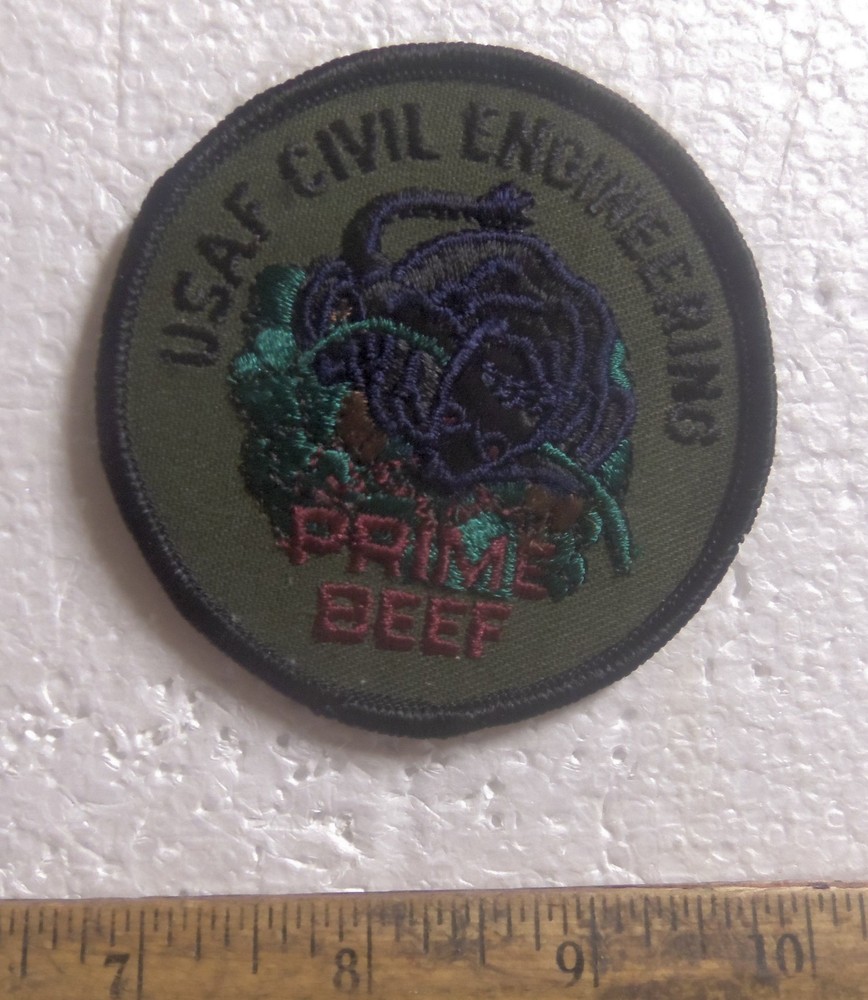 USAF CIVIL ENGINEERING
PRIME
BEEF
7 8 9 10